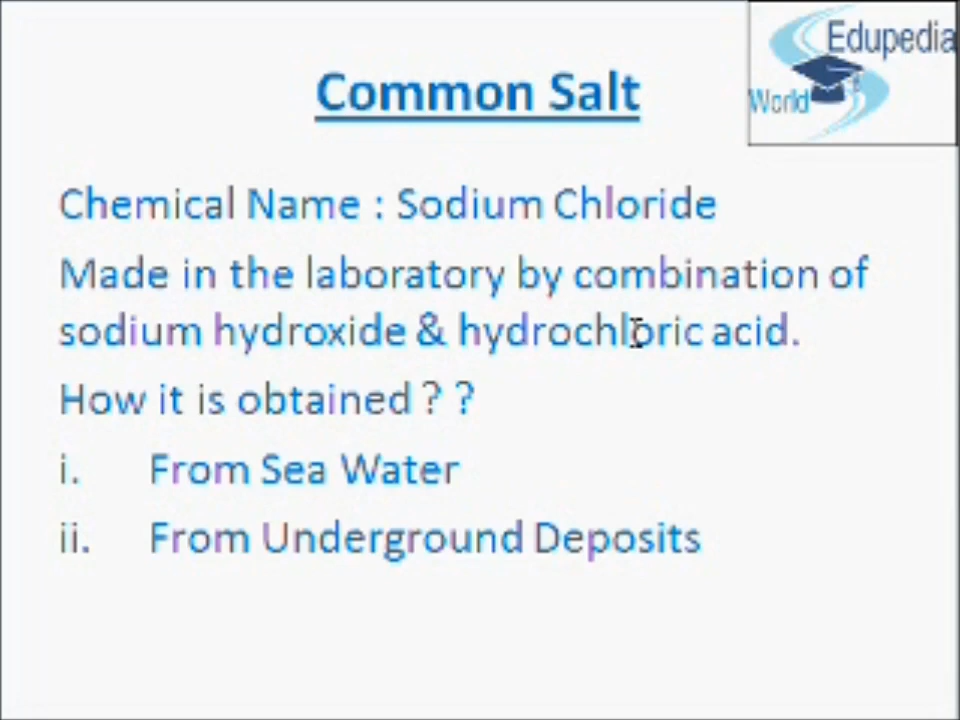 Edupedia
World
Common Salt
Chemical Name : Sodium Chloride
Made in the laboratory by combination of
sodium hydroxide & hydrochloric acid.
How it is obtained ? ?
i. From Sea Water
ii. From Underground Deposits